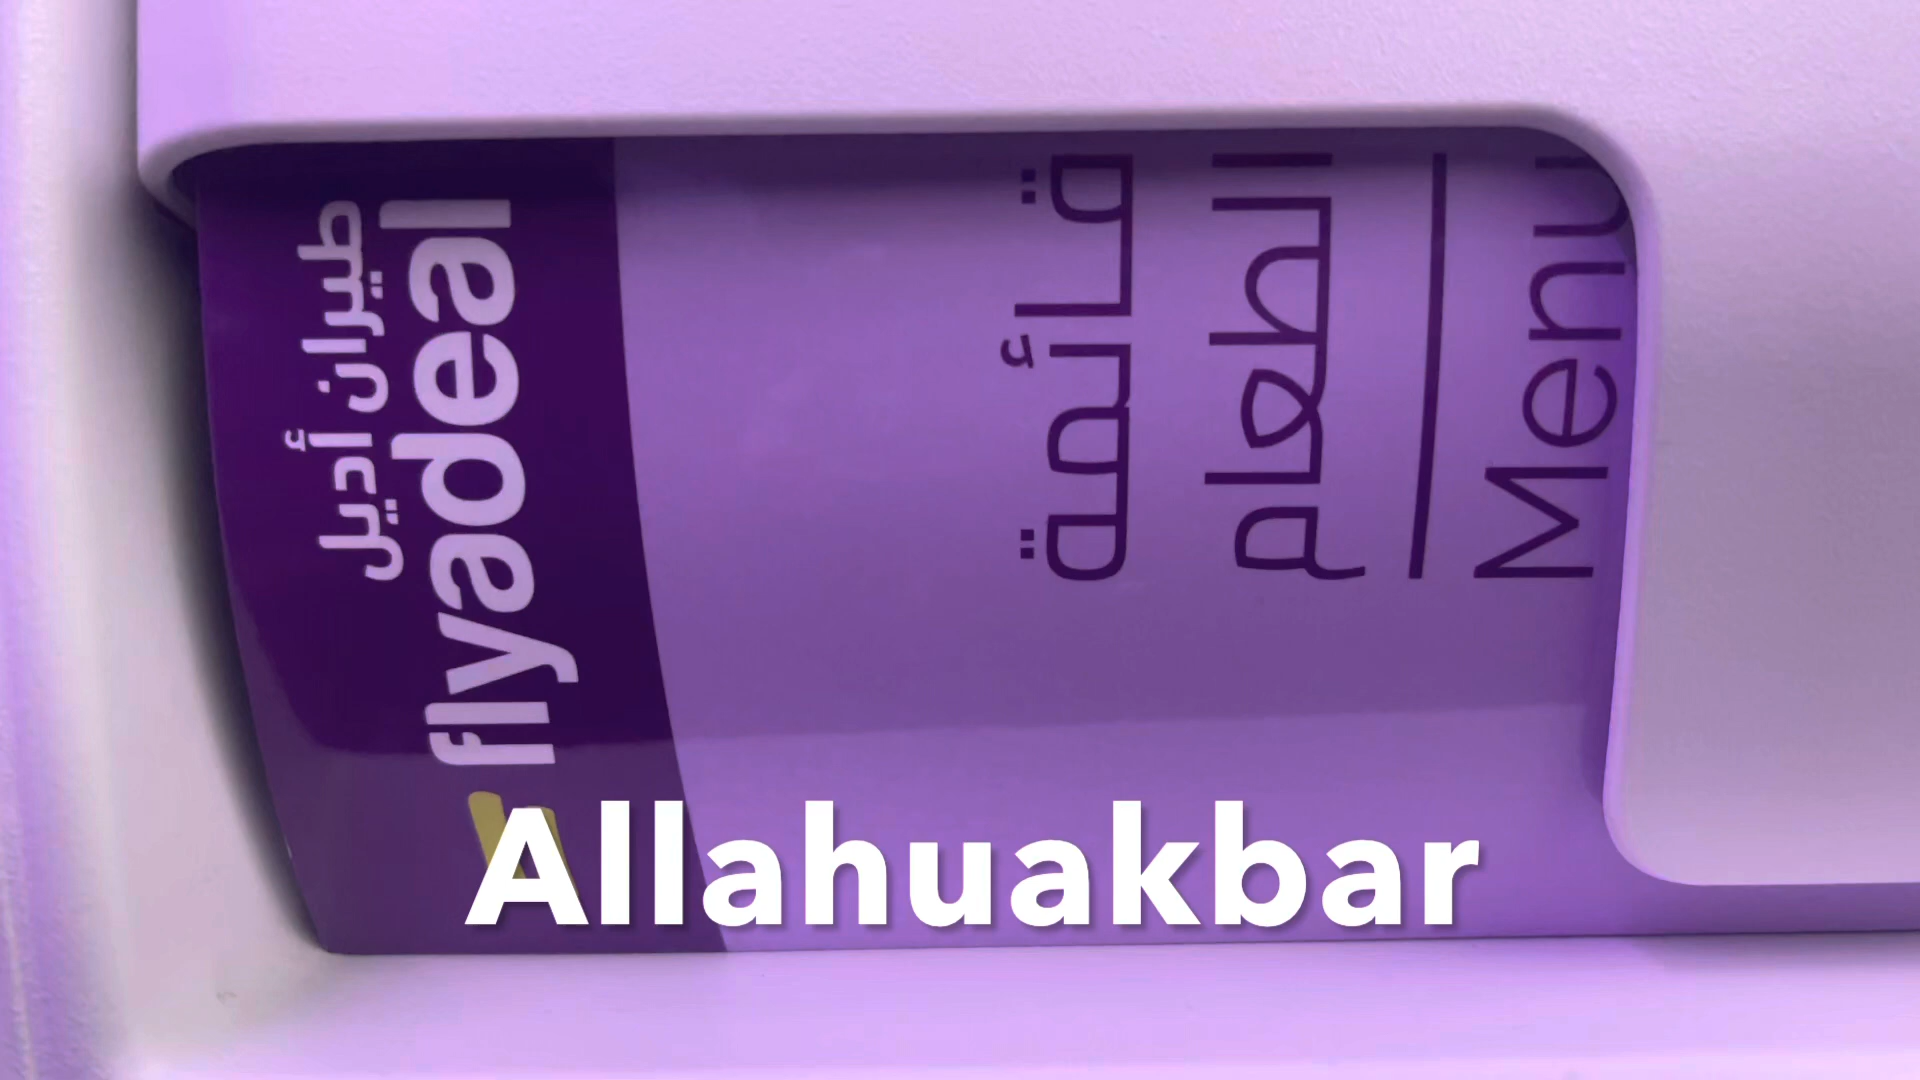 طيران أديل
flyadeal
قائمة
الطعام
Menu
Allahuakbar